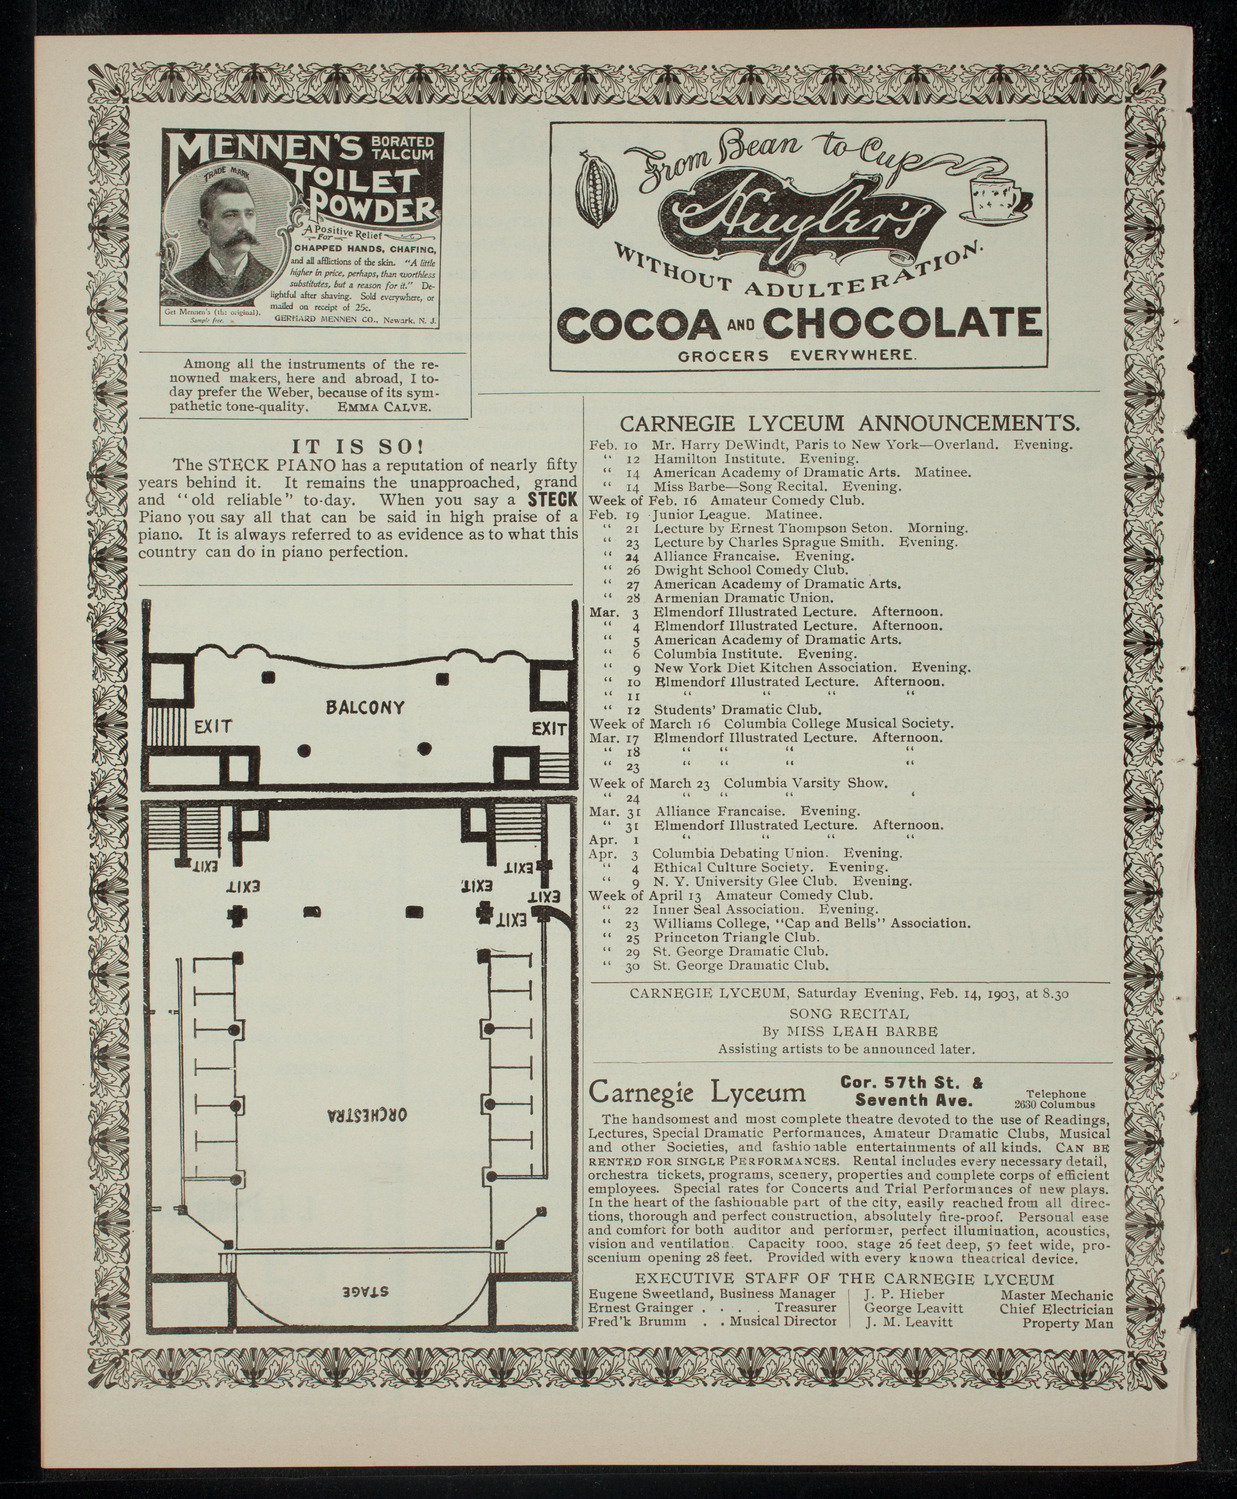 MENNEN'S BORATED TALCUM
TOILET
POWDER
TRADE MARK
A Positive Relief
For
CHAPPED HANDS, CHAFING,
and all afflictions of the skin. "A little
higher in price, perhaps, than worthless
substitutes, but a reason for it." De-
lightful after shaving. Sold everywhere, or
mailed on receipt of 25c.
Get Mennen's (the original).
Sample free.
GERHARD MENNEN CO., Newark, N. J.
From Bean to Cup
Huyler's
WITHOUT ADULTERATION.
COCOA AND CHOCOLATE
GROCERS EVERYWHERE.
Among all the instruments of the re-
nowned makers, here and abroad, I to-
day prefer the Weber, because of its sym-
pathetic tone-quality. EMMA CALVE.
IT IS SO!
The STECK PIANO has a reputation of nearly fifty
years behind it. It remains the unapproached, grand
and "old reliable" to-day. When you say a STECK
Piano you say all that can be said in high praise of a
piano. It is always referred to as evidence as to what this
country can do in piano perfection.
BALCONY
EXIT
EXIT
EXIT
EXIT
EXIT
EXIT
EXIT
EXIT
ORCHESTRA
STAGE
CARNEGIE LYCEUM ANNOUNCEMENTS.
Feb. 10 Mr. Harry DeWindt, Paris to New York—Overland. Evening.
" 12 Hamilton Institute. Evening.
" 14 American Academy of Dramatic Arts. Matinee.
" 14 Miss Barbe—Song Recital. Evening.
Week of Feb. 16 Amateur Comedy Club.
Feb. 19 Junior League. Matinee.
" 21 Lecture by Ernest Thompson Seton. Morning.
" 23 Lecture by Charles Sprague Smith. Evening.
" 24 Alliance Francaise. Evening.
" 26 Dwight School Comedy Club.
" 27 American Academy of Dramatic Arts.
" 28 Armenian Dramatic Union.
Mar. 3 Elmendorf Illustrated Lecture. Afternoon.
" 4 Elmendorf Illustrated Lecture. Afternoon.
" 5 American Academy of Dramatic Arts.
" 6 Columbia Institute. Evening.
" 9 New York Diet Kitchen Association. Evening.
" 10 Elmendorf Illustrated Lecture. Afternoon.
" 11 " " " "
" 12 Students' Dramatic Club.
Week of March 16 Columbia College Musical Society.
Mar. 17 Elmendorf Illustrated Lecture. Afternoon.
" 18 " " " "
" 23 " " " "
Week of March 23 Columbia Varsity Show.
" 24 " " " '
Mar. 31 Alliance Francaise. Evening.
" 31 Elmendorf Illustrated Lecture. Afternoon.
Apr. 1 " " " "
Apr. 3 Columbia Debating Union. Evening.
" 4 Ethical Culture Society. Evening.
" 9 N. Y. University Glee Club. Evening.
Week of April 13 Amateur Comedy Club.
" 22 Inner Seal Association. Evening.
" 23 Williams College, "Cap and Bells" Association.
" 25 Princeton Triangle Club.
" 29 St. George Dramatic Club.
" 30 St. George Dramatic Club.
CARNEGIE LYCEUM, Saturday Evening, Feb. 14, 1903, at 8.30
SONG RECITAL
By MISS LEAH BARBE
Assisting artists to be announced later.
Carnegie Lyceum Cor. 57th St. & Seventh Ave. Telephone 2630 Columbus
The handsomest and most complete theatre devoted to the use of Readings,
Lectures, Special Dramatic Performances, Amateur Dramatic Clubs, Musical
and other Societies, and fashionable entertainments of all kinds. CAN BE
RENTED FOR SINGLE PERFORMANCES. Rental includes every necessary detail,
orchestra tickets, programs, scenery, properties and complete corps of efficient
employees. Special rates for Concerts and Trial Performances of new plays.
In the heart of the fashionable part of the city, easily reached from all direc-
tions, thorough and perfect construction, absolutely fire-proof. Personal ease
and comfort for both auditor and performer, perfect illumination, acoustics,
vision and ventilation. Capacity 1000, stage 26 feet deep, 50 feet wide, pro-
scenium opening 28 feet. Provided with every known theatrical device.
EXECUTIVE STAFF OF THE CARNEGIE LYCEUM
Eugene Sweetland, Business Manager
Ernest Grainger . . . . Treasurer
Fred'k Brumm . . Musical Director
J. P. Hieber Master Mechanic
George Leavitt Chief Electrician
J. M. Leavitt Property Man